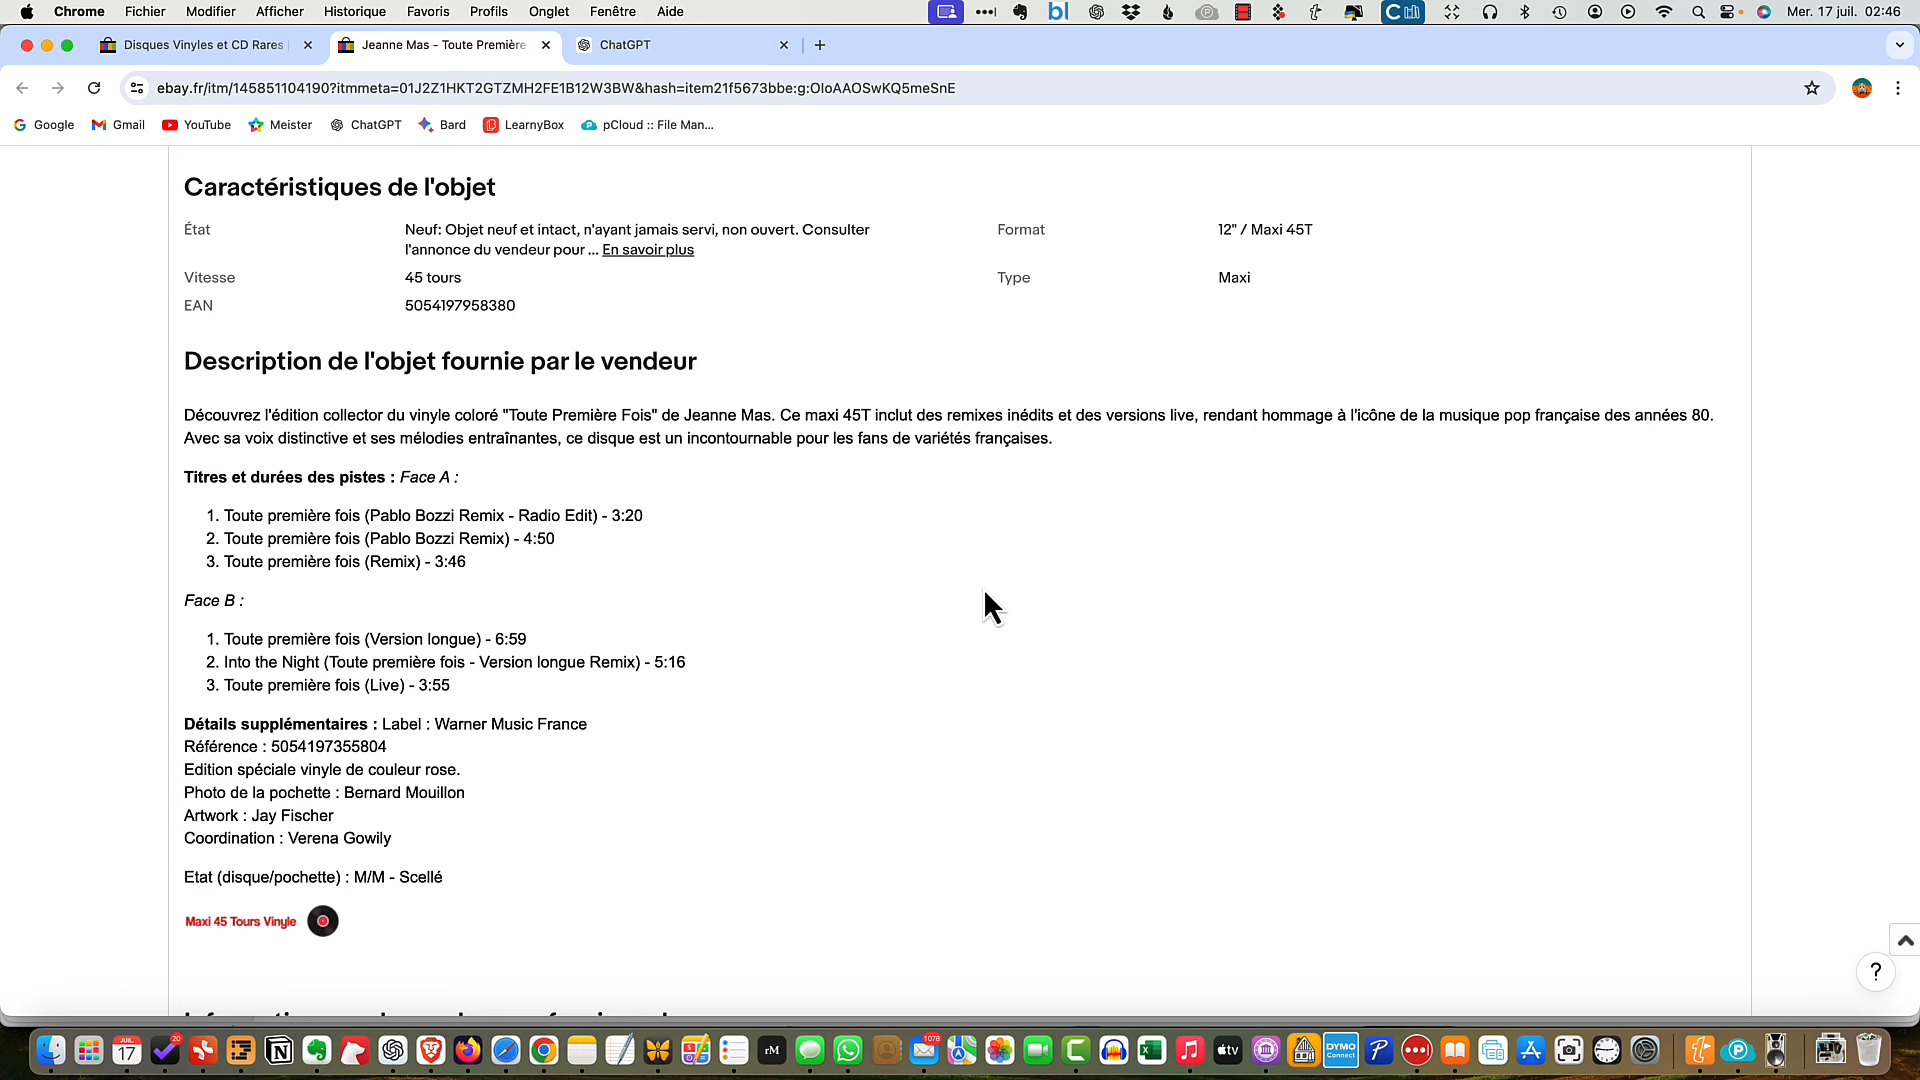 Chrome Fichier Modifier Afficher Historique Favoris Profils Onglet Fenêtre Aide Mer. 17 juil. 02:46
Disques Vinyles et CD Rares
Jeanne Mas - Toute Première
ChatGPT
ebay.fr/itm/145851104190?itmmeta=01J2Z1HKT2GTZMH2FE1B12W3BW&hash=item21f5673bbe:g:OIoAAOSwKQ5meSnE
Google Gmail YouTube Meister ChatGPT Bard LearnyBox pCloud :: File Man...
Caractéristiques de l'objet
État
Neuf: Objet neuf et intact, n'ayant jamais servi, non ouvert. Consulter
l'annonce du vendeur pour ... En savoir plus
Format
12" / Maxi 45T
Vitesse
45 tours
Type
Maxi
EAN
5054197958380
Description de l'objet fournie par le vendeur
Découvrez l'édition collector du vinyle coloré "Toute Première Fois" de Jeanne Mas. Ce maxi 45T inclut des remixes inédits et des versions live, rendant hommage à l'icône de la musique pop française des années 80.
Avec sa voix distinctive et ses mélodies entraînantes, ce disque est un incontournable pour les fans de variétés françaises.
Titres et durées des pistes : Face A :
1. Toute première fois (Pablo Bozzi Remix - Radio Edit) - 3:20
2. Toute première fois (Pablo Bozzi Remix) - 4:50
3. Toute première fois (Remix) - 3:46
Face B :
1. Toute première fois (Version longue) - 6:59
2. Into the Night (Toute première fois - Version longue Remix) - 5:16
3. Toute première fois (Live) - 3:55
Détails supplémentaires : Label : Warner Music France
Référence : 5054197355804
Edition spéciale vinyle de couleur rose.
Photo de la pochette : Bernard Mouillon
Artwork : Jay Fischer
Coordination : Verena Gowily
Etat (disque/pochette) : M/M - Scellé
Maxi 45 Tours Vinyle
?
JUIL.
17
20
rM
1078
tv
DYMO
Connect